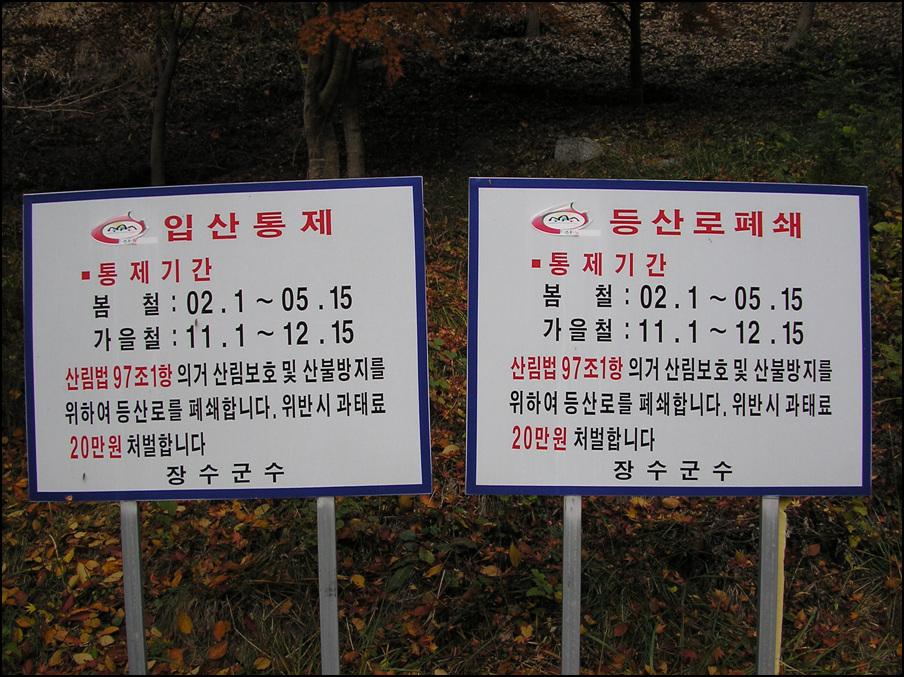 입산통제
▪통제기간
봄 철 : 02 . 1 ~ 05 . 15
가을철 : 11 . 1 ~ 12 . 15
산림법 97조1항 의거 산림보호 및 산불방지를
위하여 등산로를 폐쇄합니다. 위반시 과태료
20만원 처벌합니다
장수군수
등산로폐쇄
▪통제기간
봄 철 : 02 . 1 ~ 05 . 15
가을철 : 11 . 1 ~ 12 . 15
산림법 97조1항 의거 산림보호 및 산불방지를
위하여 등산로를 폐쇄합니다. 위반시 과태료
20만원 처벌합니다
장수군수